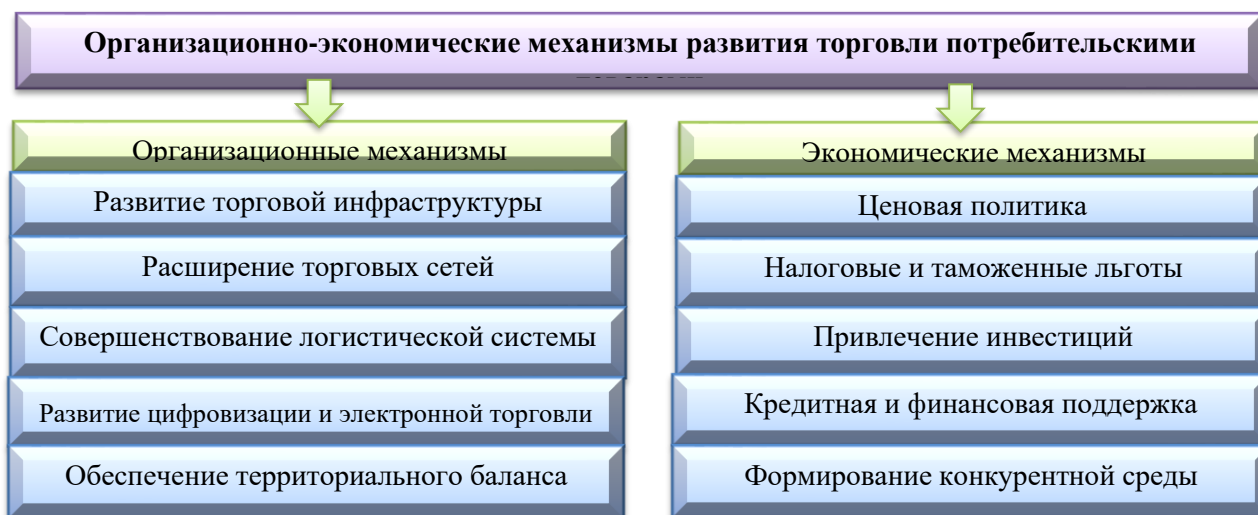 Организационно-экономические механизмы развития торговли потребительскими
Организационные механизмы
Развитие торговой инфраструктуры
Расширение торговых сетей
Совершенствование логистической системы
Развитие цифровизации и электронной торговли
Обеспечение территориального баланса
Экономические механизмы
Ценовая политика
Налоговые и таможенные льготы
Привлечение инвестиций
Кредитная и финансовая поддержка
Формирование конкурентной среды